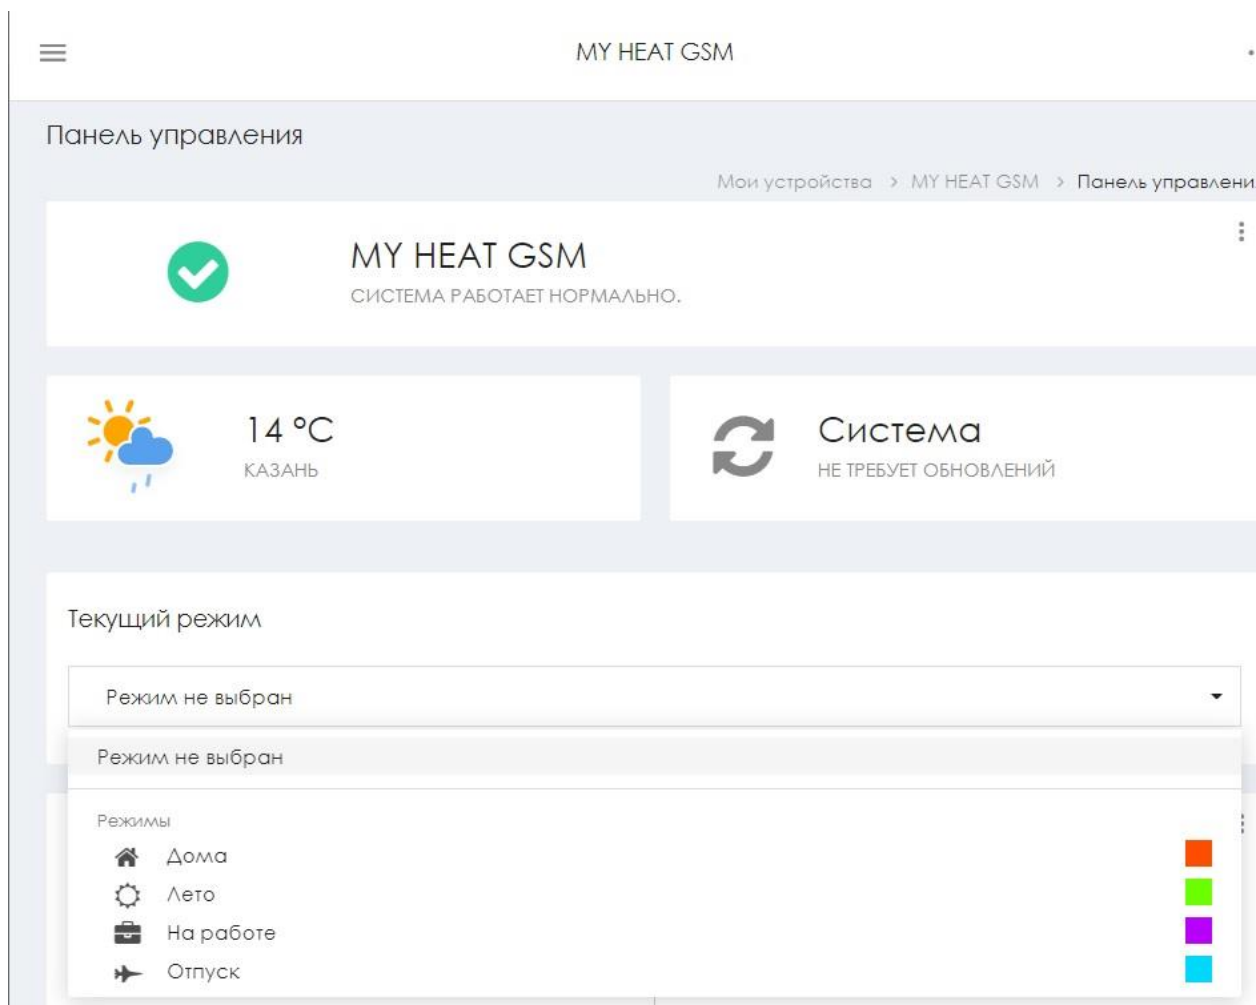 MY HEAT GSM
Панель управления
Мои устройства > MY HEAT GSM > Панель управлени
MY HEAT GSM
СИСТЕМА РАБОТАЕТ НОРМАЛЬНО.
14 °C
КАЗАНЬ
Система
НЕ ТРЕБУЕТ ОБНОВЛЕНИЙ
Текущий режим
Режим не выбран
Режим не выбран
Режимы
Дома
Лето
На работе
Отпуск